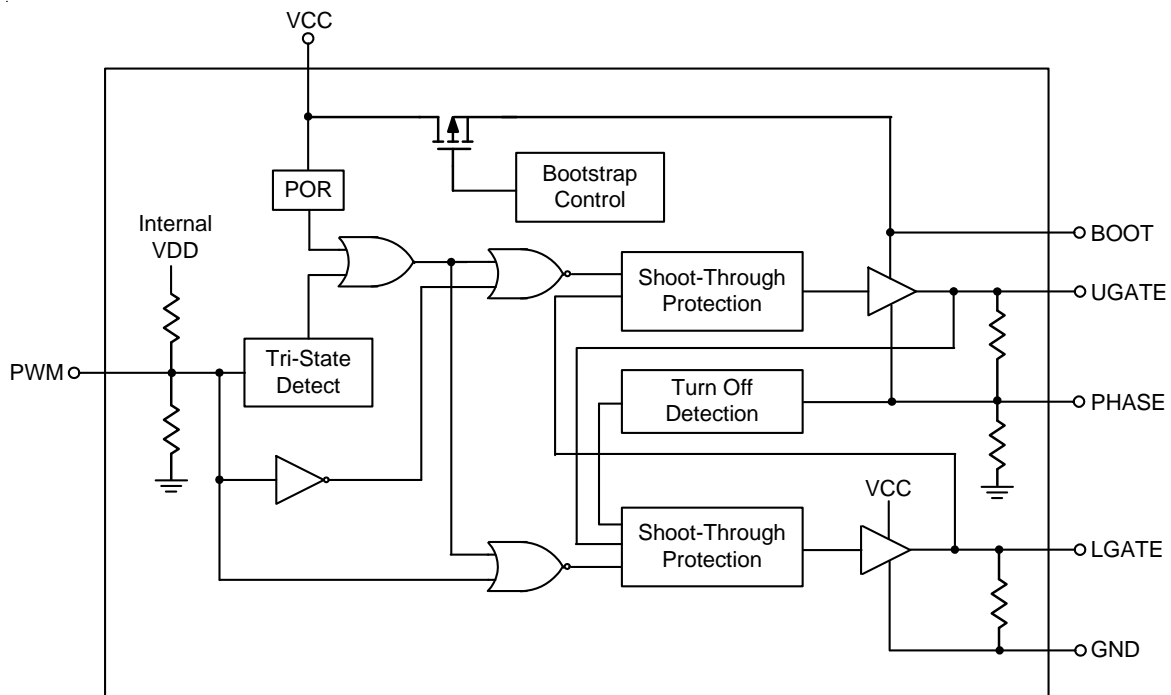 VCC
POR
Bootstrap
Control
Internal
VDD
BOOT
Shoot-Through
Protection
UGATE
PWM
Tri-State
Detect
Turn Off
Detection
PHASE
VCC
Shoot-Through
Protection
LGATE
GND